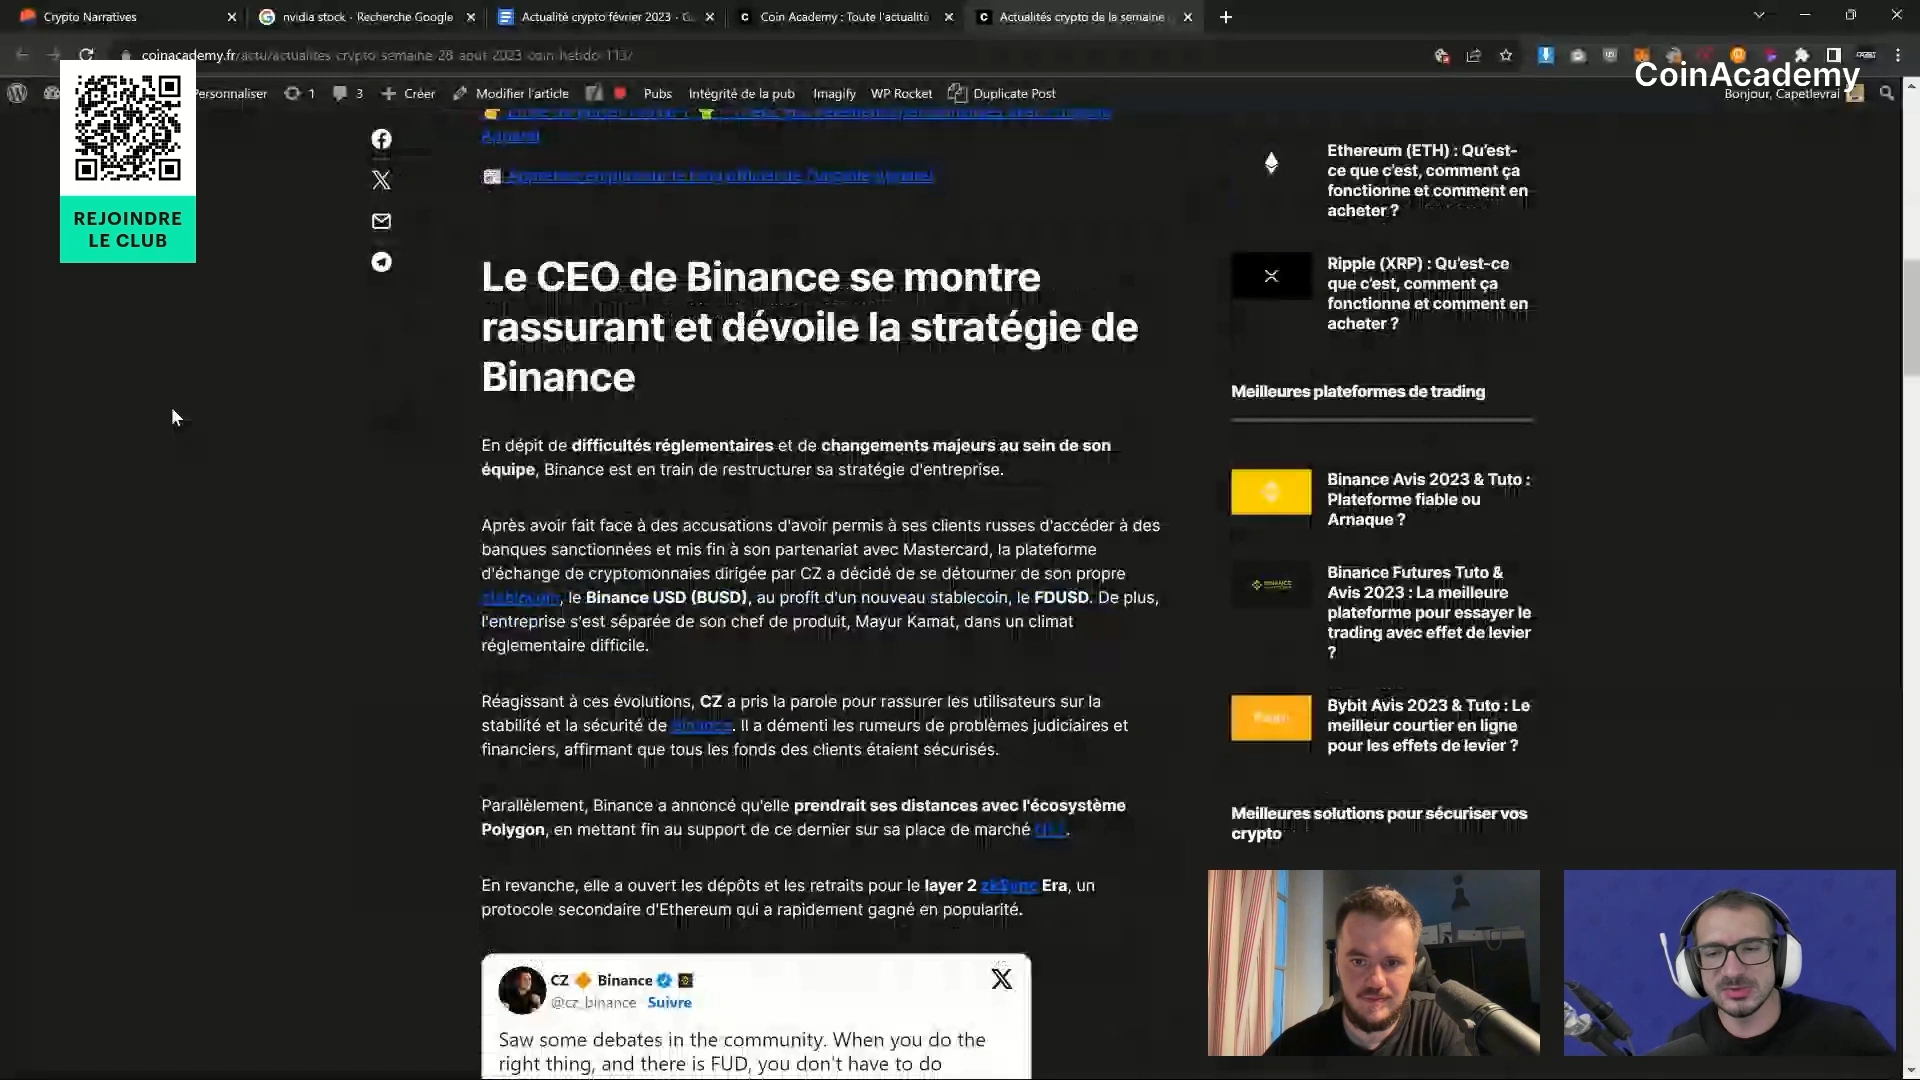 Crypto Narratives
nvidia stock - Recherche Google
Actualité crypto février 2023 - G
Coin Academy : Toute l'actualité
Actualités crypto de la semaine
coinacademy.fr/actu/actualites-crypto-semaine-28-aout-2023-coin-hebdo-113/
Personnaliser
1
3
Créer
Modifier l'article
Pubs
Intégrité de la pub
Imagify
WP Rocket
Duplicate Post
CoinAcademy
Bonjour, Capetlevrai
REJOINDRE
LE CLUB
Le CEO de Binance se montre
rassurant et dévoile la stratégie de
Binance
En dépit de difficultés réglementaires et de changements majeurs au sein de son
équipe, Binance est en train de restructurer sa stratégie d'entreprise.
Après avoir fait face à des accusations d'avoir permis à ses clients russes d'accéder à des
banques sanctionnées et mis fin à son partenariat avec Mastercard, la plateforme
d'échange de cryptomonnaies dirigée par CZ a décidé de se détourner de son propre
stablecoin, le Binance USD (BUSD), au profit d'un nouveau stablecoin, le FDUSD. De plus,
l'entreprise s'est séparée de son chef de produit, Mayur Kamat, dans un climat
réglementaire difficile.
Réagissant à ces évolutions, CZ a pris la parole pour rassurer les utilisateurs sur la
stabilité et la sécurité de Binance. Il a démenti les rumeurs de problèmes judiciaires et
financiers, affirmant que tous les fonds des clients étaient sécurisés.
Parallèlement, Binance a annoncé qu'elle prendrait ses distances avec l'écosystème
Polygon, en mettant fin au support de ce dernier sur sa place de marché
En revanche, elle a ouvert les dépôts et les retraits pour le layer 2 zkSync Era, un
protocole secondaire d'Ethereum qui a rapidement gagné en popularité.
CZ Binance
@cz_binance Suivre
Saw some debates in the community. When you do the
right thing, and there is FUD, you don't have to do
Ethereum (ETH) : Qu'est-
ce que c'est, comment ça
fonctionne et comment en
acheter ?
Ripple (XRP) : Qu'est-ce
que c'est, comment ça
fonctionne et comment en
acheter ?
Meilleures plateformes de trading
Binance Avis 2023 & Tuto :
Plateforme fiable ou
Arnaque ?
BINANCE
Binance Futures Tuto &
Avis 2023 : La meilleure
plateforme pour essayer le
trading avec effet de levier
?
Bybit Avis 2023 & Tuto : Le
meilleur courtier en ligne
pour les effets de levier ?
Meilleures solutions pour sécuriser vos
crypto